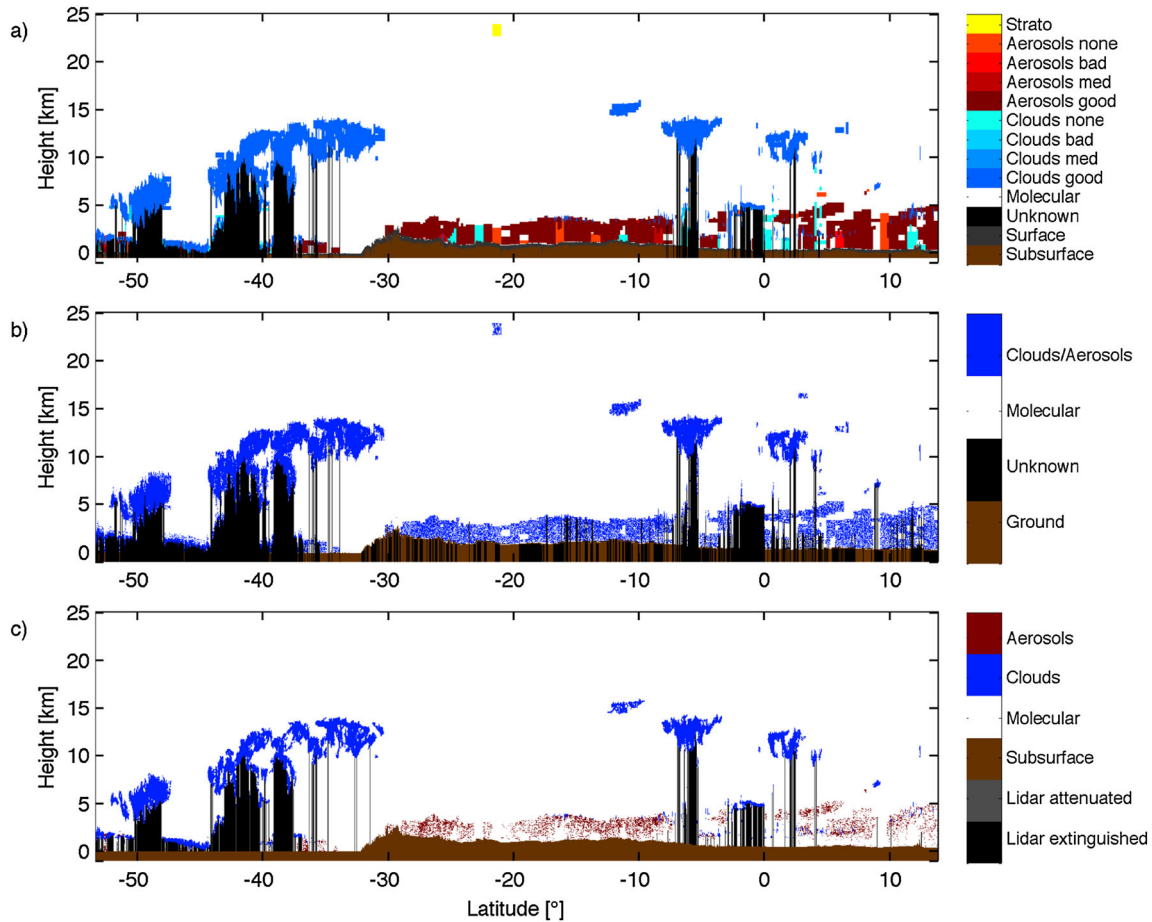 a)
Height [km]
25
20
15
10
5
0
-50
-40
-30
-20
-10
0
10
Strato
Aerosols none
Aerosols bad
Aerosols med
Aerosols good
Clouds none
Clouds bad
Clouds med
Clouds good
Molecular
Unknown
Surface
Subsurface
b)
Height [km]
25
20
15
10
5
0
-50
-40
-30
-20
-10
0
10
Clouds/Aerosols
Molecular
Unknown
Ground
c)
Height [km]
25
20
15
10
5
0
-50
-40
-30
-20
-10
0
10
Latitude [°]
Aerosols
Clouds
Molecular
Subsurface
Lidar attenuated
Lidar extinguished